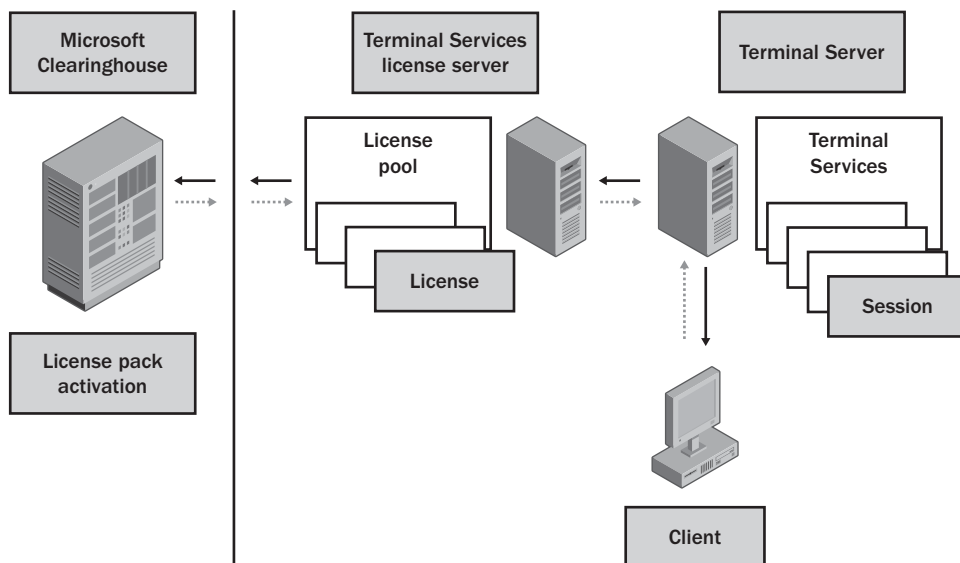 Microsoft
Clearinghouse
Terminal Services
license server
Terminal Server
License
pool
Terminal
Services
License
Session
License pack
activation
Client